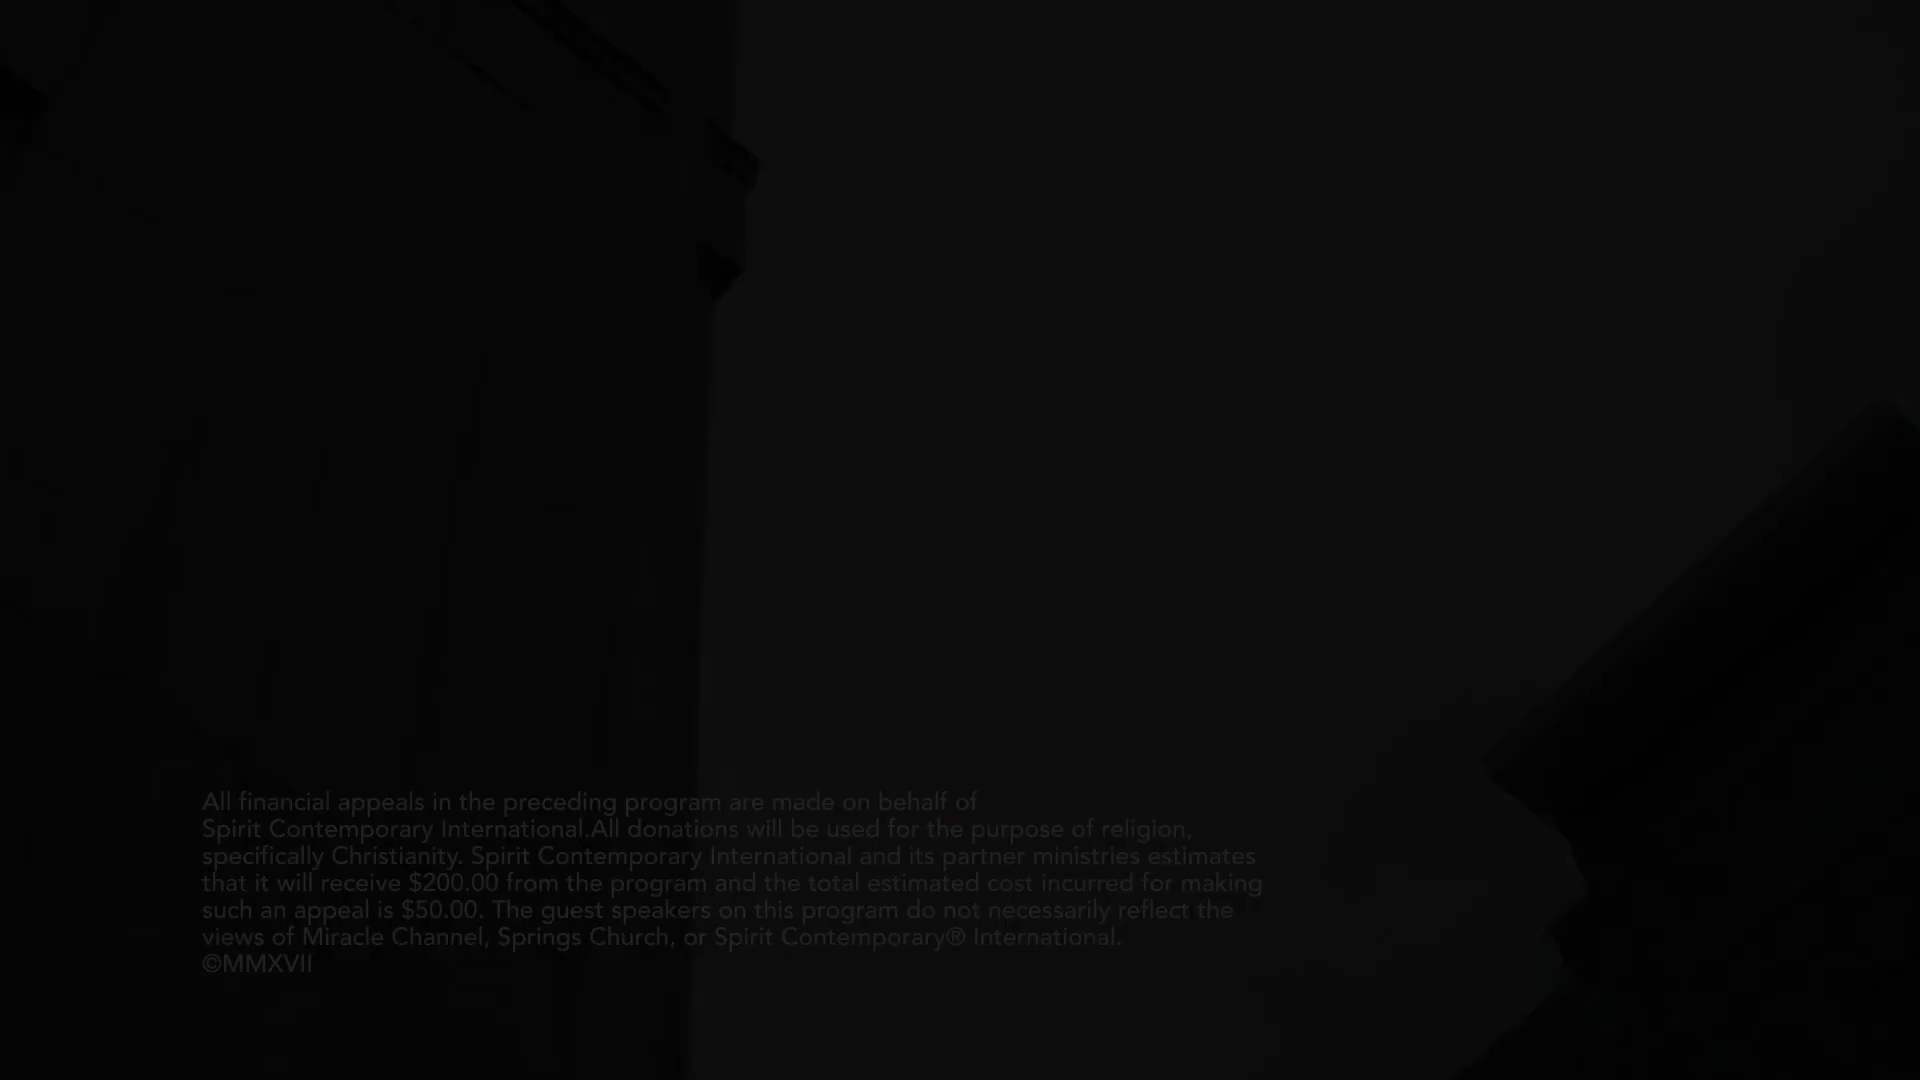 All financial appeals in the preceding program are made on behalf of
Spirit Contemporary International.All donations will be used for the purpose of religion,
specifically Christianity. Spirit Contemporary International and its partner ministries estimates
that it will receive $200.00 from the program and the total estimated cost incurred for making
such an appeal is $50.00. The guest speakers on this program do not necessarily reflect the
views of Miracle Channel, Springs Church, or Spirit Contemporary® International.
©MMXVII